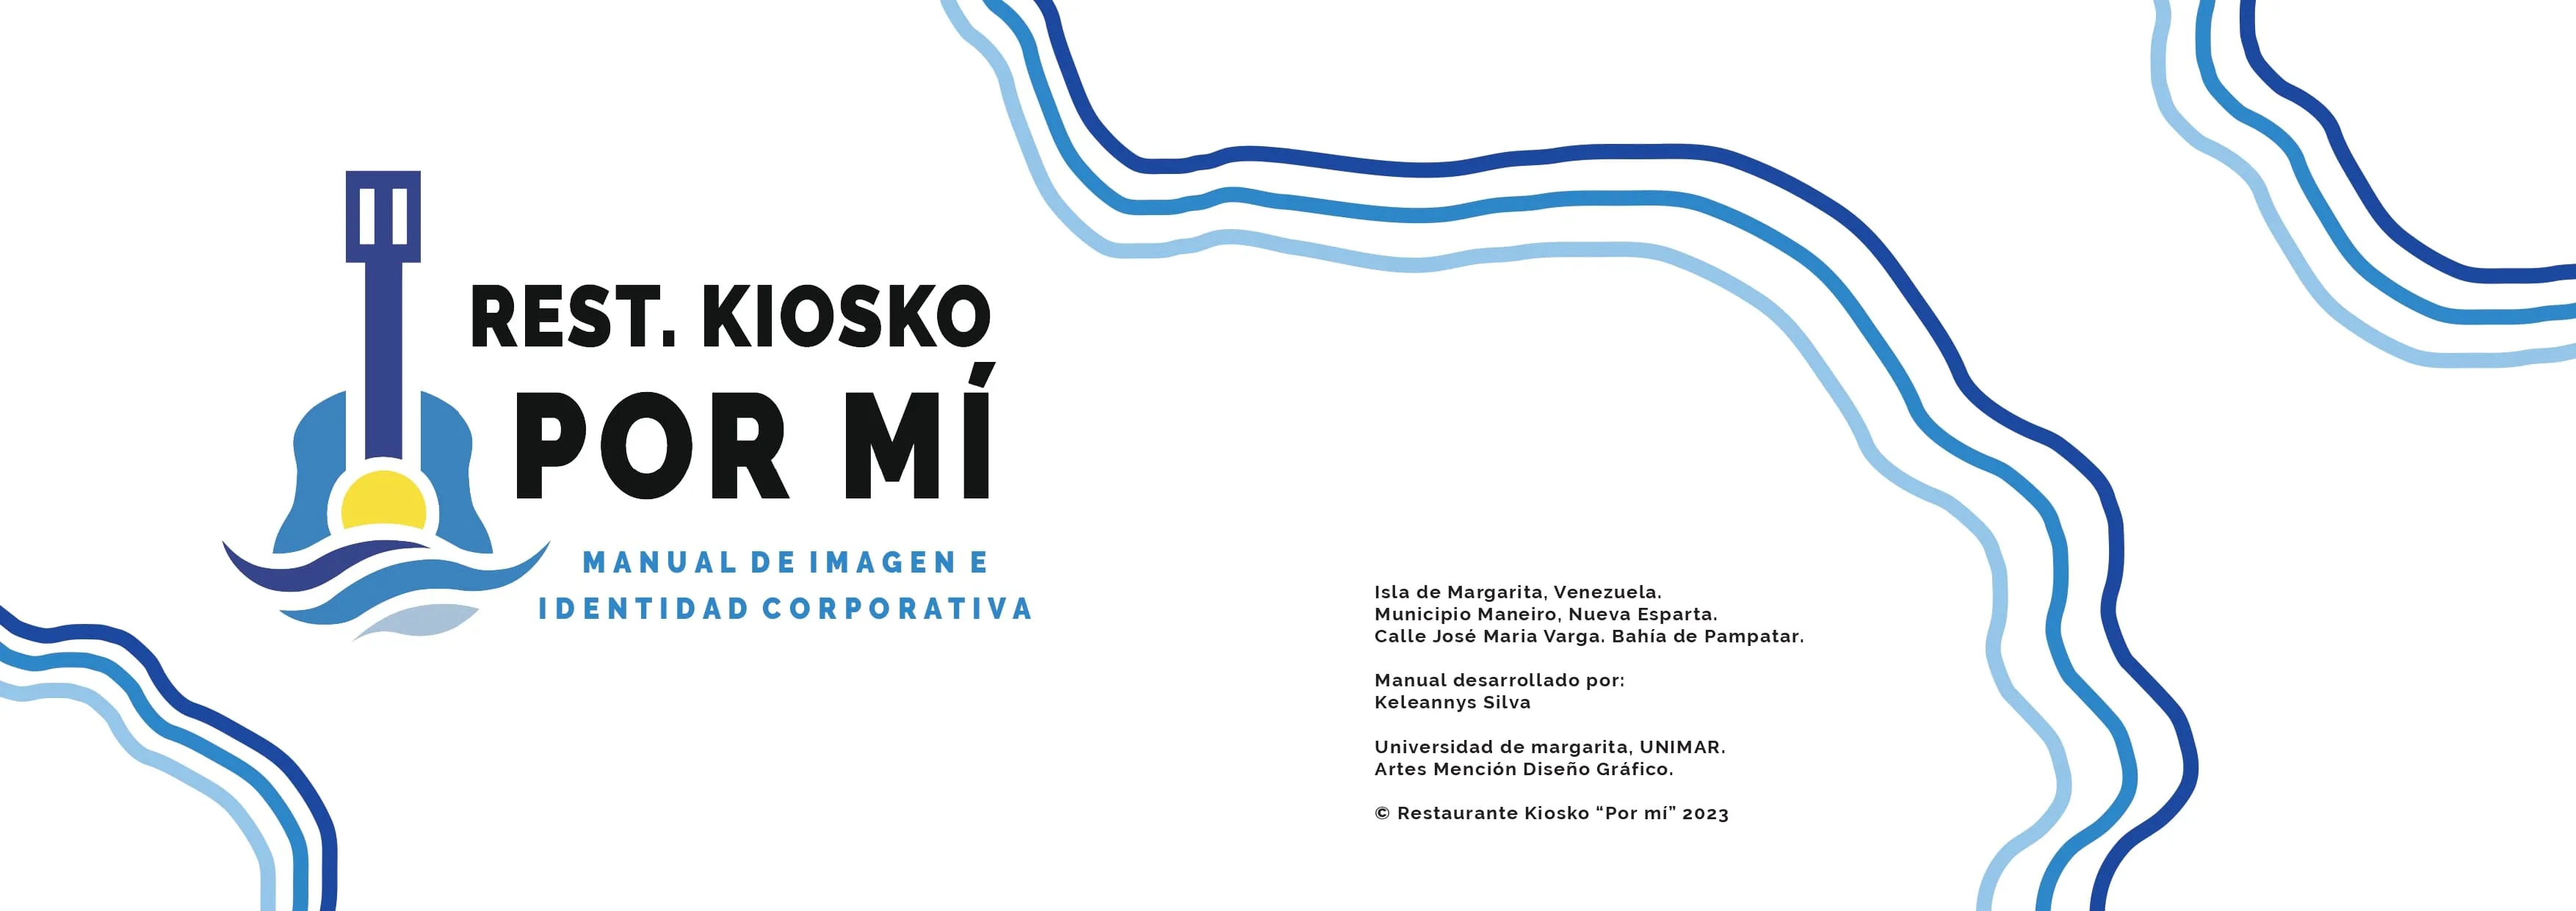 REST. KIOSKO
POR MÍ
MANUAL DE IMAGEN E
IDENTIDAD CORPORATIVA
Isla de Margarita, Venezuela.
Municipio Maneiro, Nueva Esparta.
Calle José Maria Varga. Bahía de Pampatar.
Manual desarrollado por:
Keleannys Silva
Universidad de margarita, UNIMAR.
Artes Mención Diseño Gráfico.
© Restaurante Kiosko “Por mí” 2023